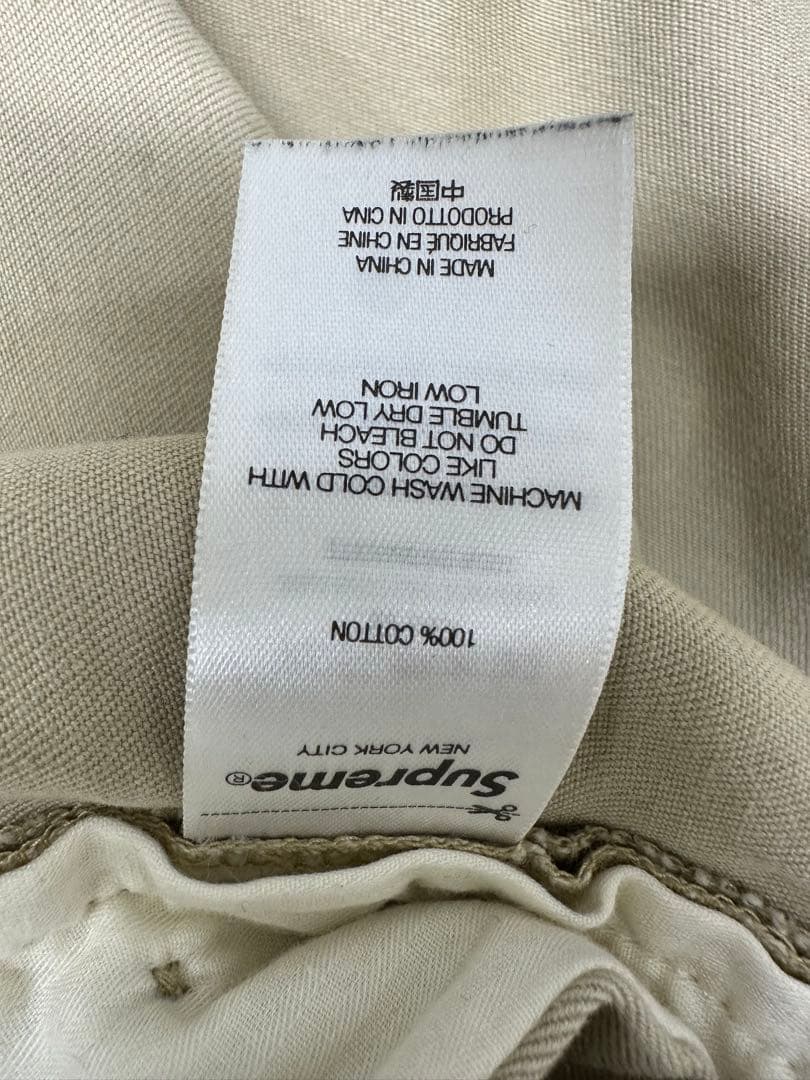 Supreme®
NEW YORK CITY
100% COTTON
MACHINE WASH COLD WITH
LIKE COLORS
DO NOT BLEACH
TUMBLE DRY LOW
LOW IRON
MADE IN CHINA
FABRIQUÉ EN CHINE
PRODOTTO IN CINA
中国製